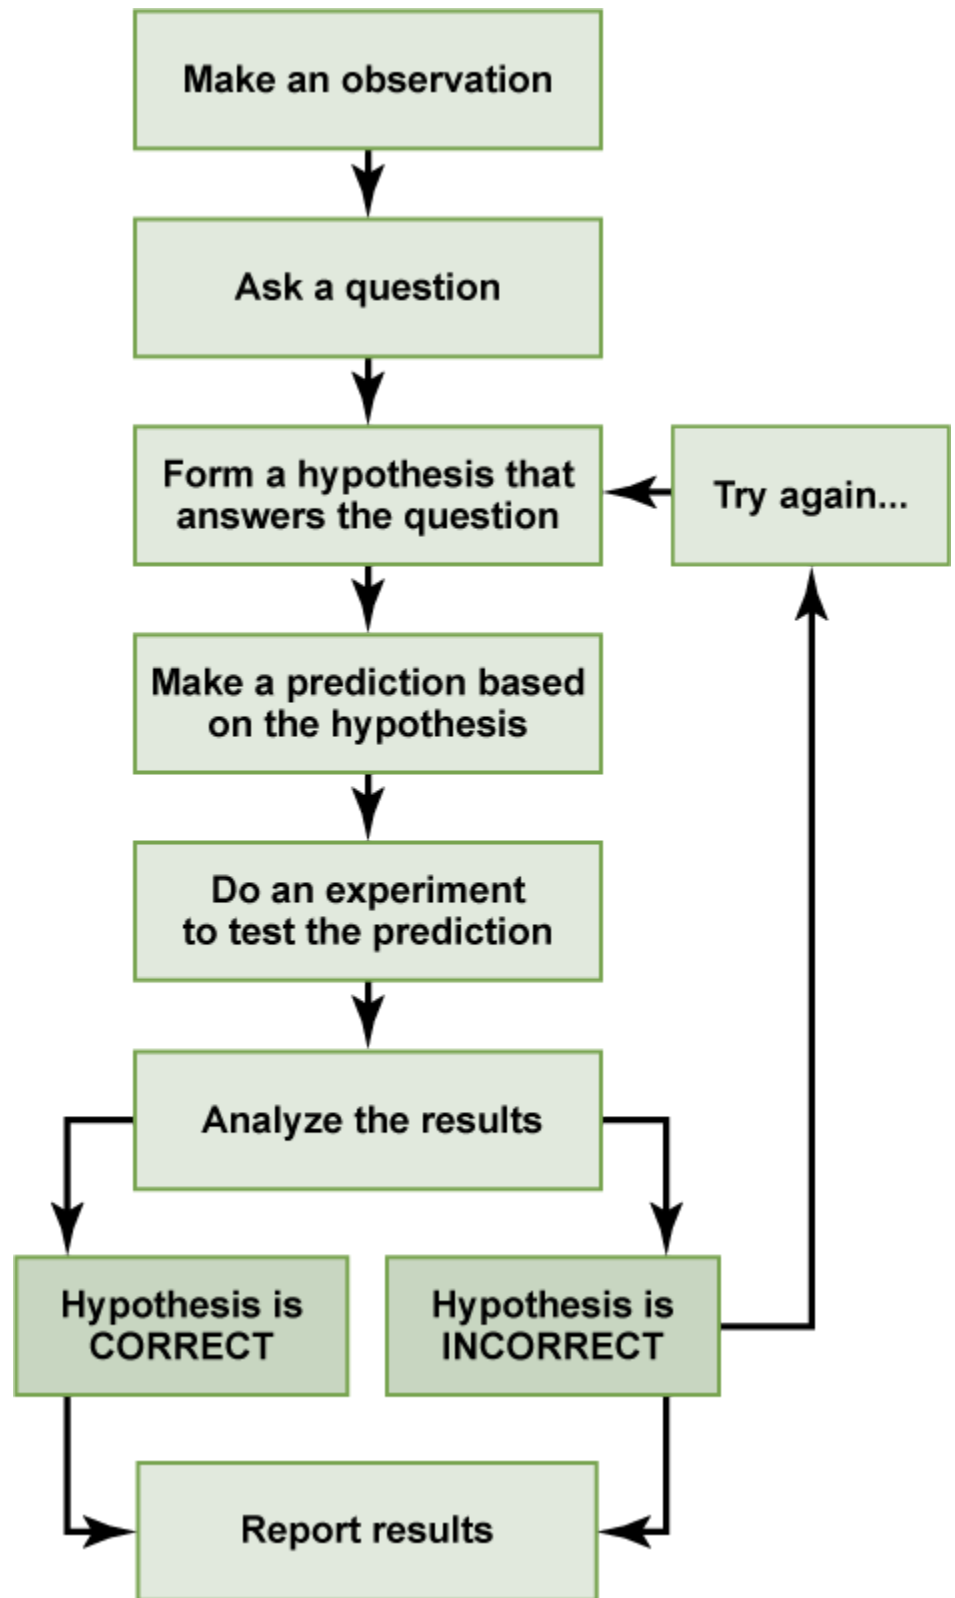 Make an observation
Ask a question
Form a hypothesis that
answers the question
Try again...
Make a prediction based
on the hypothesis
Do an experiment
to test the prediction
Analyze the results
Hypothesis is
CORRECT
Hypothesis is
INCORRECT
Report results